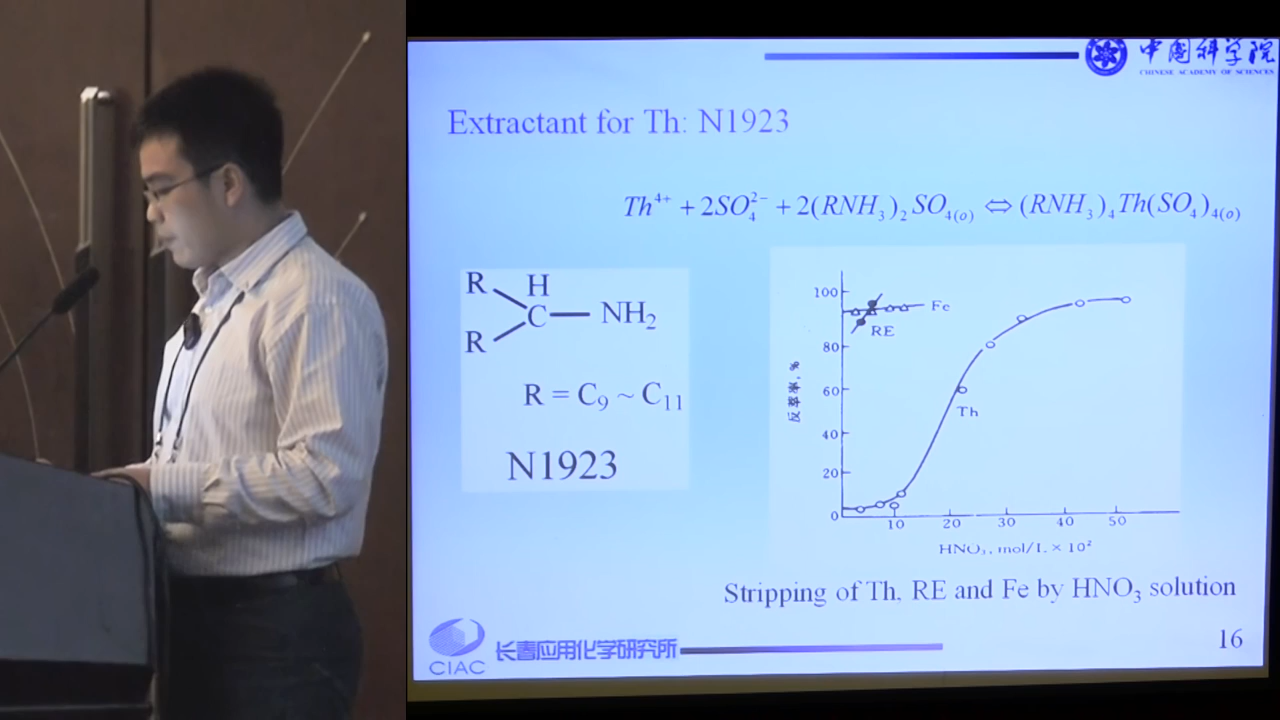 中国科学院
CHINESE ACADEMY OF SCIENCES
Extractant for Th: N1923
Th⁴⁺ + 2SO₄²⁻ + 2(RNH₃)₂SO₄₍ₒ₎ ⇔ (RNH₃)₄Th(SO₄)₄₍ₒ₎
R H
C NH₂
R
R = C₉ ~ C₁₁
N1923
100
80
60
40
20
0
反萃率, %
Fe
RE
Th
10 20 30 40 50
HNO₃, mol/L × 10²
Stripping of Th, RE and Fe by HNO₃ solution
CIAC
长春应用化学研究所
16